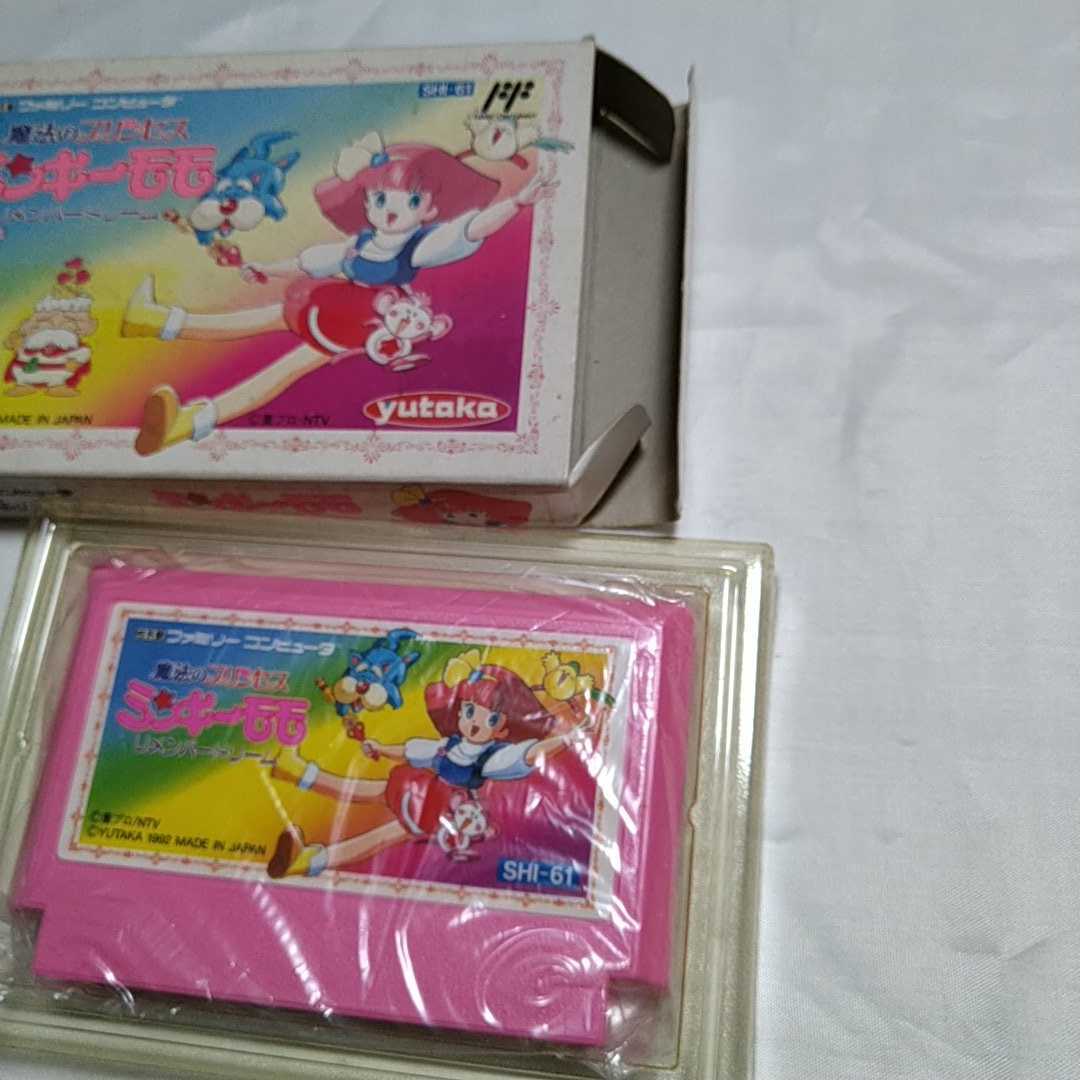 ファミリー コンピュータ
SHI-61
魔法のプリンセス
ミンキーモモ
リメンバードリーム
MADE IN JAPAN
©葦プロ/NTV
yutaka
ファミリー コンピュータ
魔法のプリンセス
ミンキーモモ
リメンバードリーム
©葦プロ/NTV
©YUTAKA 1992 MADE IN JAPAN
SHI-61